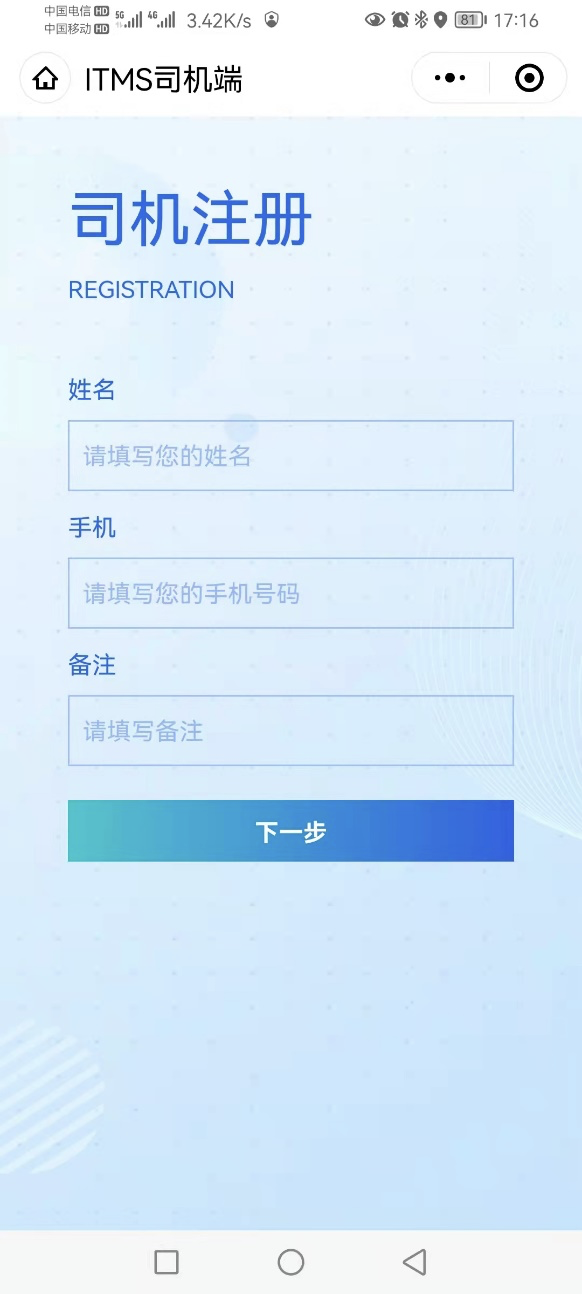 中国电信 HD 5G 4G 3.42K/s 81 17:16
中国移动 HD
ITMS司机端
司机注册
REGISTRATION
姓名
请填写您的姓名
手机
请填写您的手机号码
备注
请填写备注
下一步